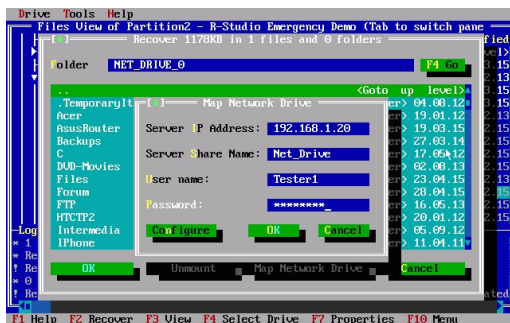 Drive Tools Help
Files View of Partition2 - R-Studio Emergency Demo (Tab to switch pane
Recover 1178KB in 1 files and 0 folders
Folder NET_DRIVE_0 F4 Go
.. <Goto up level>
.TemporaryIt 04.08.12
Acer 19.01.12
AsusRouter 19.03.15
Backups 27.03.14
C 17.05.12
DVD-Movies 02.08.13
Files 23.04.15
Forum 28.04.15
FTP 16.05.13
HTCTP2 20.01.12
Intermedia 05.09.12
IPhone 11.04.11
Map Network Drive
Server IP Address: 192.168.1.20
Server Share Name: Net_Drive
User name: Tester1
Password: ********_
Configure OK Cancel
OK Unmount Map Network Drive Cancel
Log
F1 Help F2 Recover F3 View F4 Select Drive F7 Properties F10 Menu